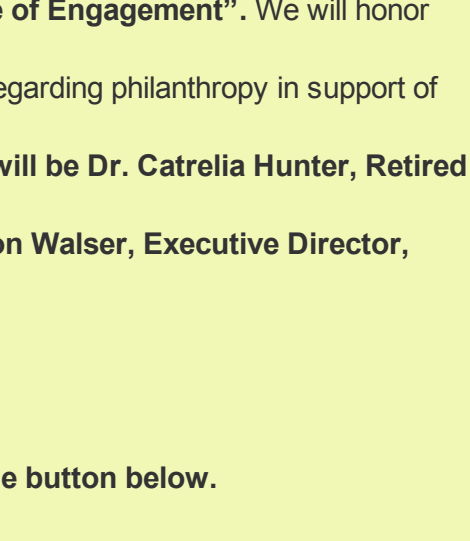 e of Engagement”. We will honor
egarding philanthropy in support of
will be Dr. Catrelia Hunter, Retired
on Walser, Executive Director,
e button below.